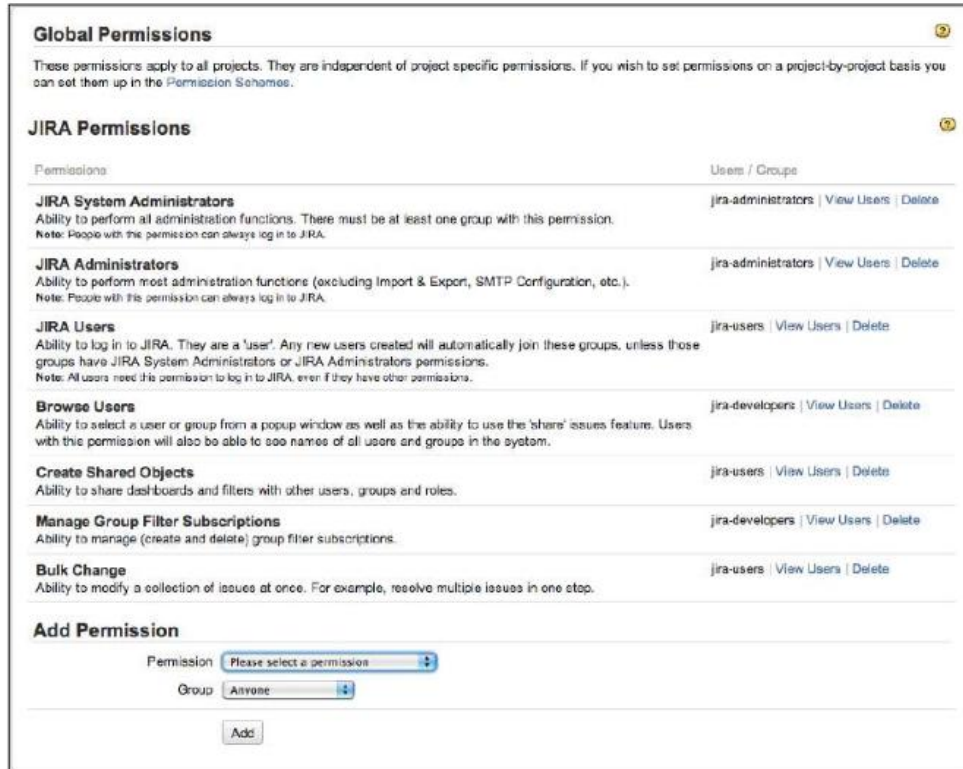 Global Permissions
These permissions apply to all projects. They are independent of project specific permissions. If you wish to set permissions on a project-by-project basis you
can set them up in the Permission Schemes.
JIRA Permissions
Permissions Users / Groups
JIRA System Administrators jira-administrators | View Users | Delete
Ability to perform all administration functions. There must be at least one group with this permission.
Note: People with this permission can always log in to JIRA.
JIRA Administrators jira-administrators | View Users | Delete
Ability to perform most administration functions (excluding Import & Export, SMTP Configuration, etc.).
Note: People with this permission can always log in to JIRA.
JIRA Users jira-users | View Users | Delete
Ability to log in to JIRA. They are a 'user'. Any new users created will automatically join these groups, unless those
groups have JIRA System Administrators or JIRA Administrators permissions.
Note: All users need this permission to log in to JIRA, even if they have other permissions.
Browse Users jira-developers | View Users | Delete
Ability to select a user or group from a popup window as well as the ability to use the 'share' issues feature. Users
with this permission will also be able to see names of all users and groups in the system.
Create Shared Objects jira-users | View Users | Delete
Ability to share dashboards and filters with other users, groups and roles.
Manage Group Filter Subscriptions jira-developers | View Users | Delete
Ability to manage (create and delete) group filter subscriptions.
Bulk Change jira-users | View Users | Delete
Ability to modify a collection of issues at once. For example, resolve multiple issues in one step.
Add Permission
Permission Please select a permission
Group Anyone
Add